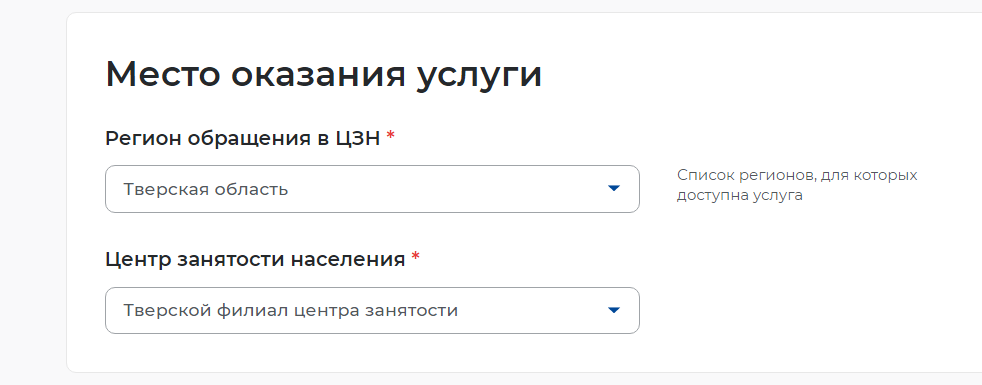 Место оказания услуги
Регион обращения в ЦЗН *
Тверская область
Список регионов, для которых
доступна услуга
Центр занятости населения *
Тверской филиал центра занятости